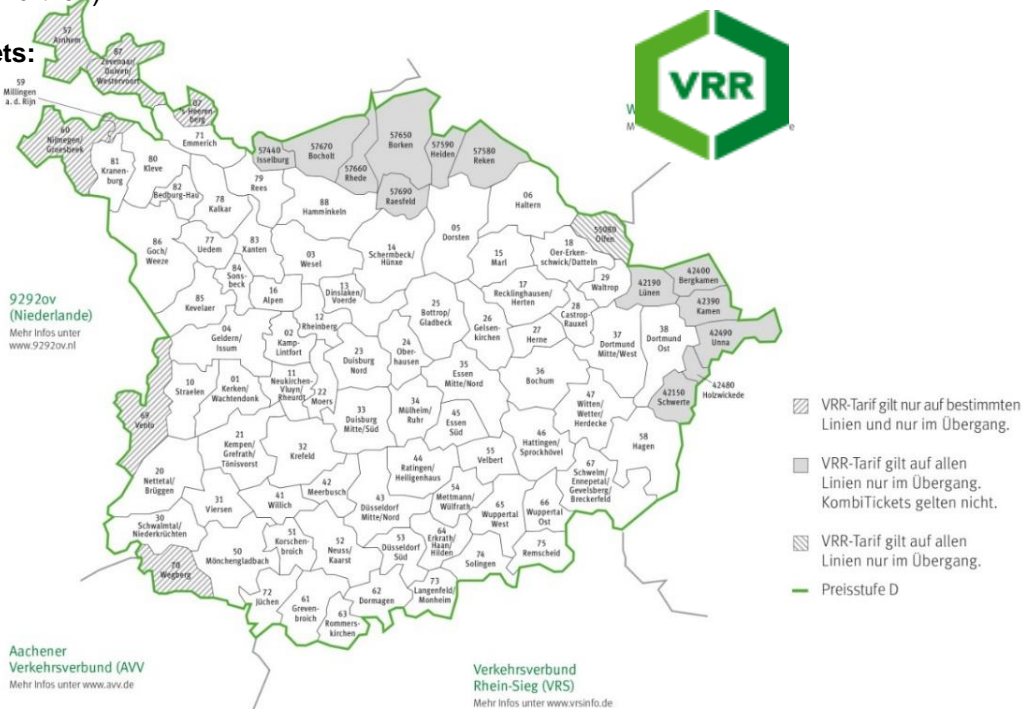 ets:
VRR
57
Arnhem
87
Zevenaar/
Duiven/
Westervoort
59
Millingen
a. d. Rijn
07
's-Heeren-
berg
60
Nijmegen/
Groesbeek
71
Emmerich
57440
Isselburg
57670
Bocholt
57660
Rhede
57650
Borken
57590
Heiden
57580
Reken
57690
Raesfeld
81
Kranen-
burg
80
Kleve
82
Bedburg-Hau
79
Rees
78
Kalkar
88
Hamminkeln
06
Haltern
05
Dorsten
86
Goch/
Weeze
77
Uedem
83
Xanten
03
Wesel
14
Schermbeck/
Hünxe
15
Marl
18
Oer-Erken-
schwick/Datteln
55080
Olfen
84
Sons-
beck
16
Alpen
13
Dinslaken/
Voerde
17
Recklinghausen/
Herten
29
Waltrop
42190
Lünen
42400
Bergkamen
42390
Kamen
42490
Unna
42480
Holzwickede
42150
Schwerte
85
Kevelaer
04
Geldern/
Issum
02
Kamp-
Lintfort
12
Rheinberg
25
Bottrop/
Gladbeck
26
Gelsen-
kirchen
27
Herne
28
Castrop-
Rauxel
37
Dortmund
Mitte/West
38
Dortmund
Ost
10
Straelen
01
Kerken/
Wachtendonk
11
Neukirchen-
Vluyn/
Rheurdt
22
Moers
23
Duisburg
Nord
24
Ober-
hausen
35
Essen
Mitte/Nord
36
Bochum
69
Venlo
33
Duisburg
Mitte/Süd
34
Mülheim/
Ruhr
45
Essen
Süd
47
Witten/
Wetter/
Herdecke
21
Kempen/
Grefrath/
Tönisvorst
32
Krefeld
46
Hattingen/
Sprockhövel
58
Hagen
20
Nettetal/
Brüggen
44
Ratingen/
Heiligenhaus
55
Velbert
67
Schwelm/
Ennepetal/
Gevelsberg/
Breckerfeld
31
Viersen
41
Willich
42
Meerbusch
43
Düsseldorf
Mitte/Nord
54
Mettmann/
Wülfrath
65
Wuppertal
West
66
Wuppertal
Ost
30
Schwalmtal/
Niederkrüchten
51
Korschen-
broich
52
Neuss/
Kaarst
53
Düsseldorf
Süd
64
Erkrath/
Haan/
Hilden
74
Solingen
75
Remscheid
70
Wegberg
50
Mönchengladbach
72
Jüchen
61
Greven-
broich
63
Rommers-
kirchen
62
Dormagen
73
Langenfeld/
Monheim
9292ov
(Niederlande)
Mehr Infos unter
www.9292ov.nl
Aachener
Verkehrsverbund (AVV
Mehr Infos unter www.avv.de
Verkehrsverbund
Rhein-Sieg (VRS)
Mehr Infos unter www.vrsinfo.de
VRR-Tarif gilt nur auf bestimmten
Linien und nur im Übergang.
VRR-Tarif gilt auf allen
Linien nur im Übergang.
KombiTickets gelten nicht.
VRR-Tarif gilt auf allen
Linien nur im Übergang.
Preisstufe D